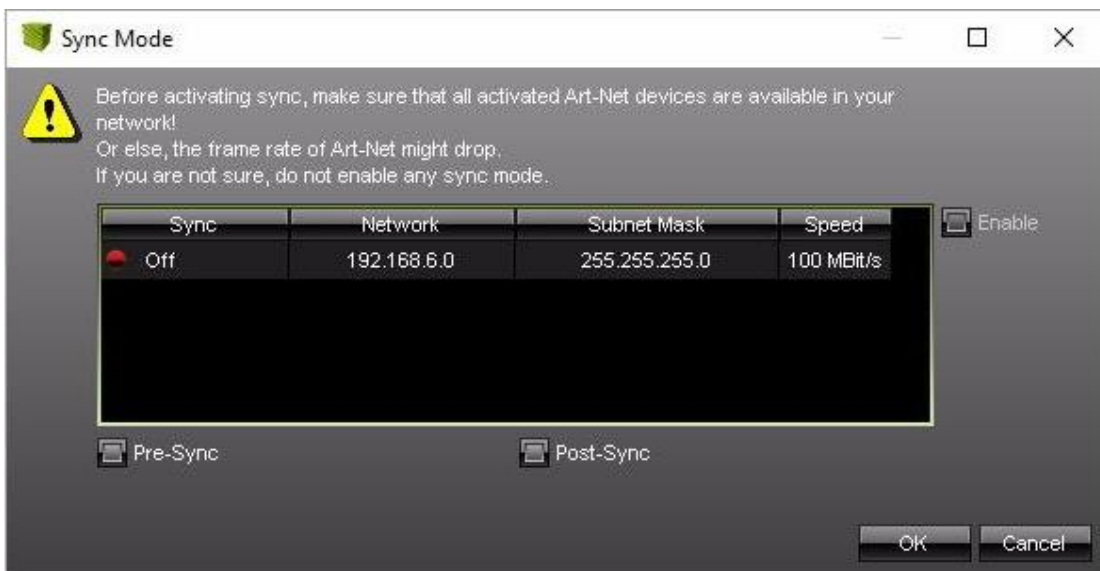 Sync Mode
Before activating sync, make sure that all activated Art-Net devices are available in your
network!
Or else, the frame rate of Art-Net might drop.
If you are not sure, do not enable any sync mode.
Sync Network Subnet Mask Speed
Enable
Off 192.168.6.0 255.255.255.0 100 MBit/s
Pre-Sync Post-Sync
OK Cancel